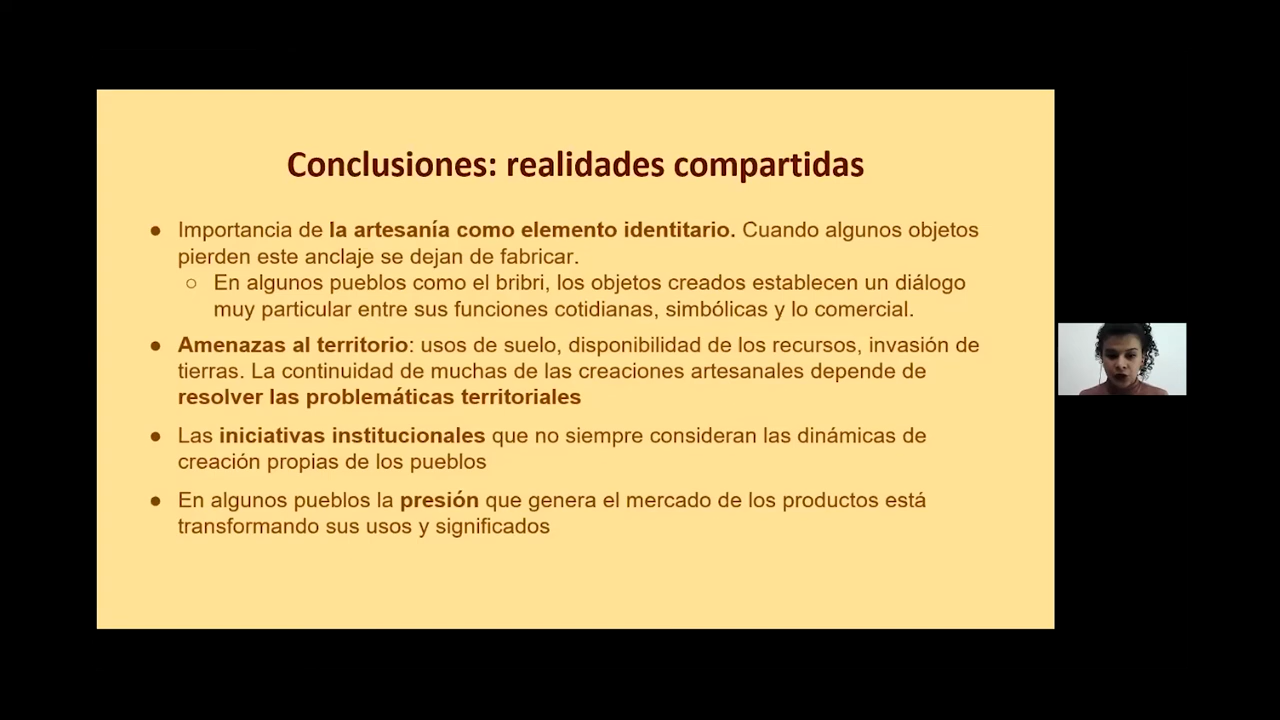 Conclusiones: realidades compartidas
● Importancia de la artesanía como elemento identitario. Cuando algunos objetos
pierden este anclaje se dejan de fabricar.
○ En algunos pueblos como el bribri, los objetos creados establecen un diálogo
muy particular entre sus funciones cotidianas, simbólicas y lo comercial.
● Amenazas al territorio: usos de suelo, disponibilidad de los recursos, invasión de
tierras. La continuidad de muchas de las creaciones artesanales depende de
resolver las problemáticas territoriales
● Las iniciativas institucionales que no siempre consideran las dinámicas de
creación propias de los pueblos
● En algunos pueblos la presión que genera el mercado de los productos está
transformando sus usos y significados